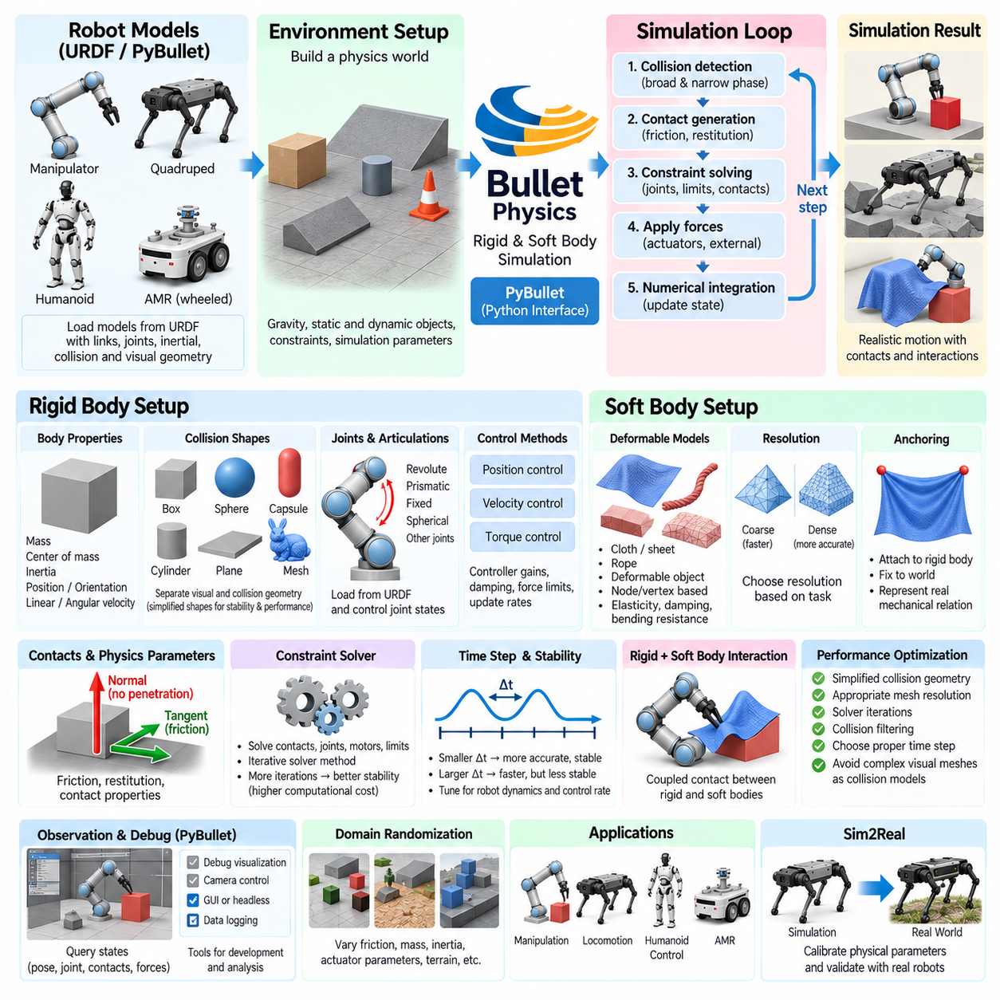 Robot Models
(URDF / PyBullet)
Manipulator
Quadruped
Humanoid
AMR (wheeled)
Load models from URDF
with links, joints, inertial,
collision and visual geometry
Environment Setup
Build a physics world
Gravity, static and dynamic objects,
constraints, simulation parameters
Bullet
Physics
Rigid & Soft Body
Simulation
PyBullet
(Python Interface)
Simulation Loop
1. Collision detection
(broad & narrow phase)
2. Contact generation
(friction, restitution)
3. Constraint solving
(joints, limits, contacts)
4. Apply forces
(actuators, external)
5. Numerical integration
(update state)
Next
step
Simulation Result
Realistic motion with
contacts and interactions
Rigid Body Setup
Body Properties
Mass
Center of mass
Inertia
Position / Orientation
Linear / Angular velocity
Collision Shapes
Box
Sphere
Capsule
Cylinder
Plane
Mesh
Separate visual and collision geometry
(simplified shapes for stability & performance)
Joints & Articulations
Revolute
Prismatic
Fixed
Spherical
Other joints
Load from URDF
and control joint states
Control Methods
Position control
Velocity control
Torque control
Controller gains,
damping, force limits,
update rates
Soft Body Setup
Deformable Models
• Cloth / sheet
• Rope
• Deformable object
• Node/vertex based
• Elasticity, damping,
bending resistance
Resolution
Coarse
(faster)
Dense
(more accurate)
Choose resolution
based on task
Anchoring
• Attach to rigid body
• Fix to world
• Represent real
mechanical relation
Contacts & Physics Parameters
Normal
(no penetration)
Tangent
(friction)
Friction, restitution,
contact properties
Constraint Solver
• Solve contacts, joints, motors, limits
• Iterative solver method
• More iterations → better stability
(higher computational cost)
Time Step & Stability
Δt
• Smaller Δt → more accurate, stable
• Larger Δt → faster, but less stable
• Tune for robot dynamics and control rate
Rigid + Soft Body Interaction
Coupled contact between
rigid and soft bodies
Performance Optimization
Simplified collision geometry
Appropriate mesh resolution
Solver iterations
Collision filtering
Choose proper time step
Avoid complex visual meshes
as collision models
Observation & Debug (PyBullet)
Debug visualization
Camera control
GUI or headless
Data logging
Query states
(pose, joint, contacts, forces)
Tools for development
and analysis
Domain Randomization
Vary friction, mass, inertia,
actuator parameters, terrain, etc.
Applications
Manipulation
Locomotion
Humanoid
Control
AMR
Sim2Real
Simulation
Real World
Calibrate physical parameters
and validate with real robots